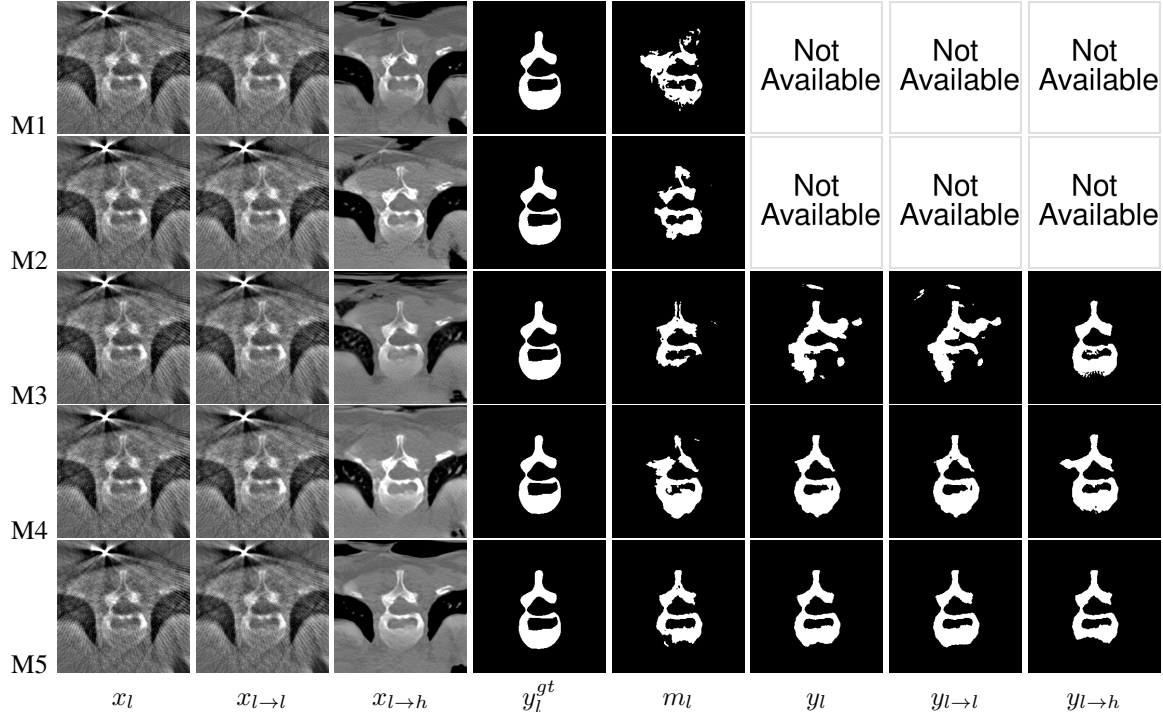 M1
Not Available Not Available Not Available
M2
Not Available Not Available Not Available
M3
M4
M5
x_l x_{l→l} x_{l→h} y_l^{gt} m_l y_l y_{l→l} y_{l→h}